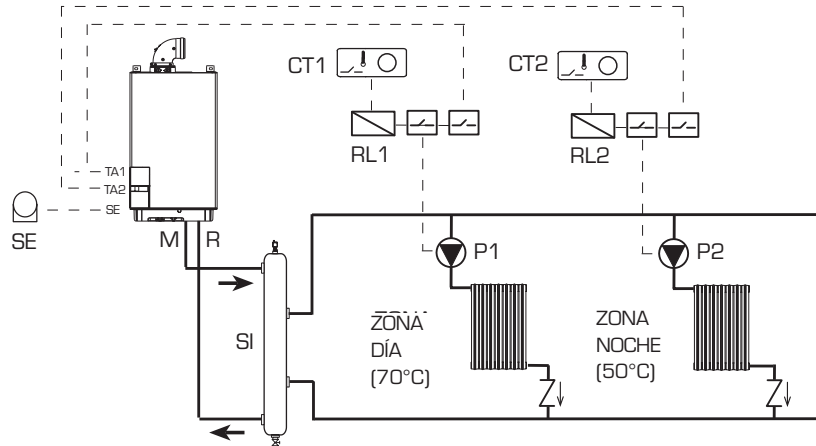 CT1
CT2
RL1
RL2
TA1
TA2
SE
SE
M
R
P1
P2
SI
ZONA
DÍA
(70°C)
ZONA
NOCHE
(50°C)